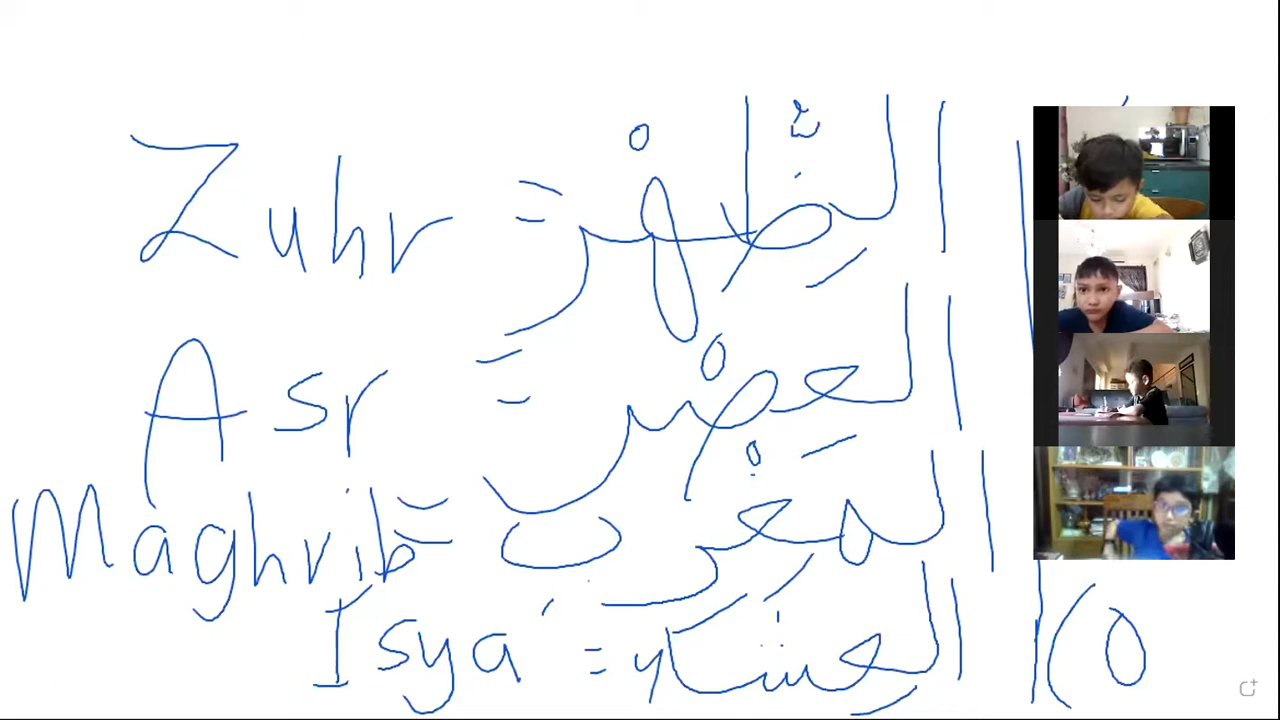 Zuhr = الظُّهْر
Asr = العَصْر
Maghrib = المَغْرِب
Isya' = العِشَاء